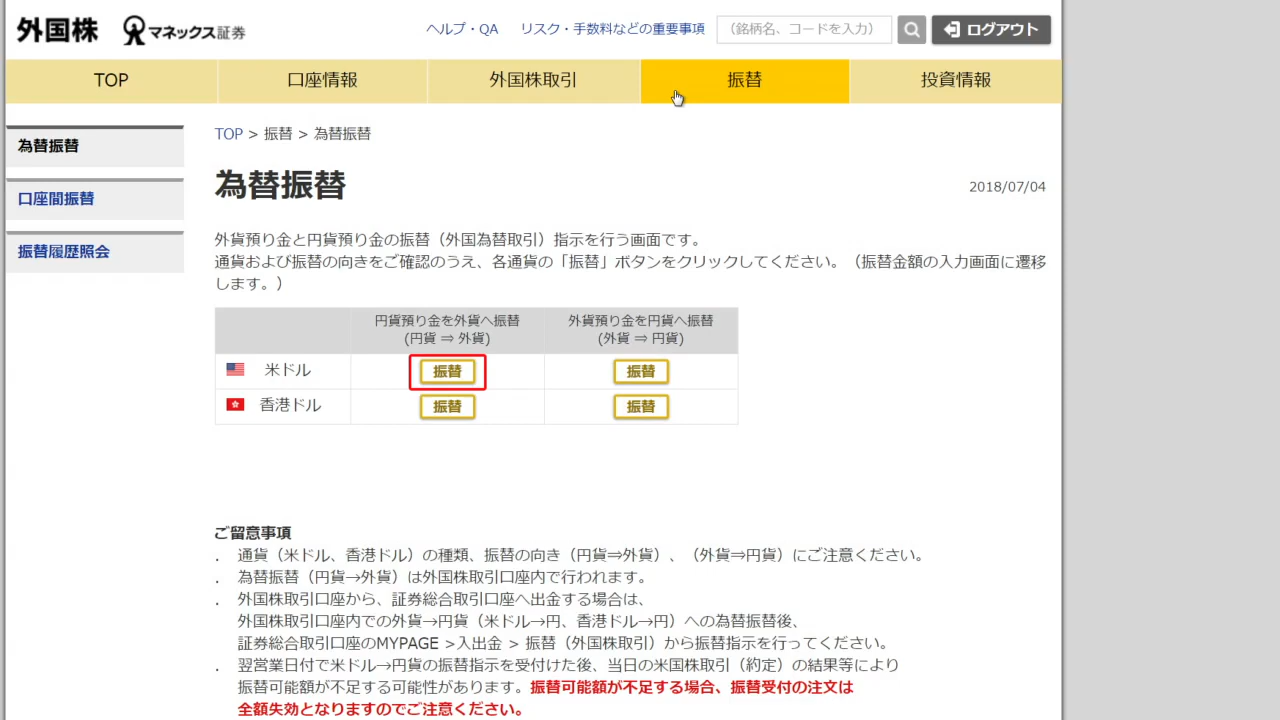 外国株 マネックス証券 ヘルプ・QA リスク・手数料などの重要事項 （銘柄名、コードを入力） ログアウト
TOP 口座情報 外国株取引 振替 投資情報
為替振替
口座間振替
振替履歴照会
TOP > 振替 > 為替振替
為替振替
2018/07/04
外貨預り金と円貨預り金の振替（外国為替取引）指示を行う画面です。
通貨および振替の向きをご確認のうえ、各通貨の「振替」ボタンをクリックしてください。（振替金額の入力画面に遷移
します。）
円貨預り金を外貨へ振替 外貨預り金を円貨へ振替
(円貨 ⇒ 外貨) (外貨 ⇒ 円貨)
米ドル 振替 振替
香港ドル 振替 振替
ご留意事項
. 通貨（米ドル、香港ドル）の種類、振替の向き（円貨⇒外貨）、（外貨⇒円貨）にご注意ください。
. 為替振替（円貨→外貨）は外国株取引口座内で行われます。
. 外国株取引口座から、証券総合取引口座へ出金する場合は、
外国株取引口座内での外貨→円貨（米ドル→円、香港ドル→円）への為替振替後、
証券総合取引口座のMYPAGE >入出金 > 振替（外国株取引）から振替指示を行ってください。
. 翌営業日付で米ドル→円貨の振替指示を受付けた後、当日の米国株取引（約定）の結果等により
振替可能額が不足する可能性があります。振替可能額が不足する場合、振替受付の注文は
全額失効となりますのでご注意ください。